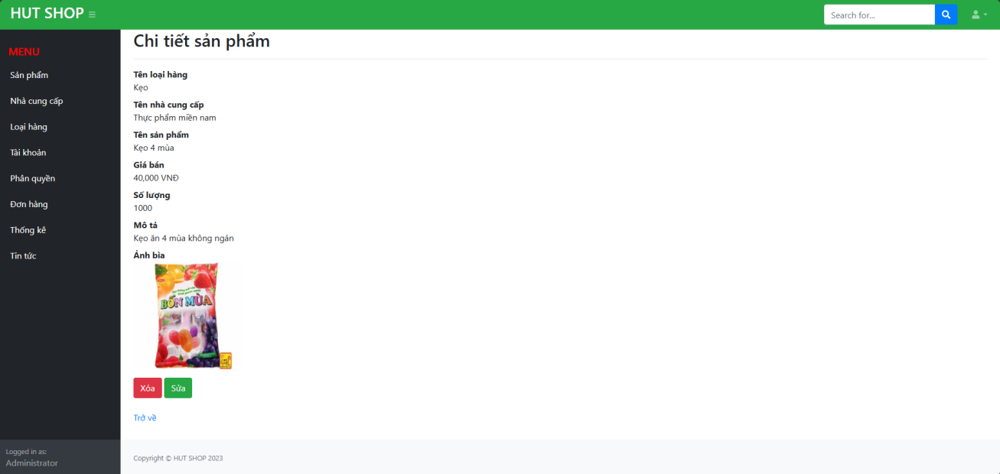 HUT SHOP
Search for...
MENU
Sản phẩm
Nhà cung cấp
Loại hàng
Tài khoản
Phân quyền
Đơn hàng
Thống kê
Tin tức
Logged in as:
Administrator
Chi tiết sản phẩm
Tên loại hàng
Kẹo
Tên nhà cung cấp
Thực phẩm miền nam
Tên sản phẩm
Kẹo 4 mùa
Giá bán
40,000 VNĐ
Số lượng
1000
Mô tả
Kẹo ăn 4 mùa không ngán
Ảnh bìa
BỐN MÙA
Xóa Sửa
Trở về
Copyright © HUT SHOP 2023